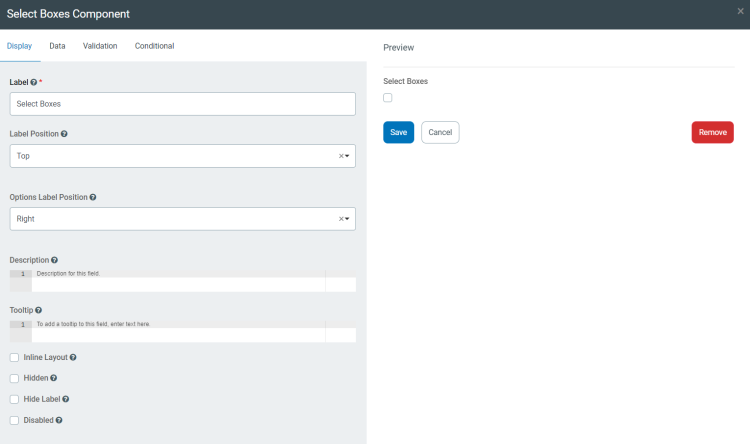 Select Boxes Component
Display Data Validation Conditional
Label *
Select Boxes
Label Position
Top
Options Label Position
Right
Description
1 Description for this field.
Tooltip
1 To add a tooltip to this field, enter text here.
Inline Layout
Hidden
Hide Label
Disabled
Preview
Select Boxes
Save Cancel Remove